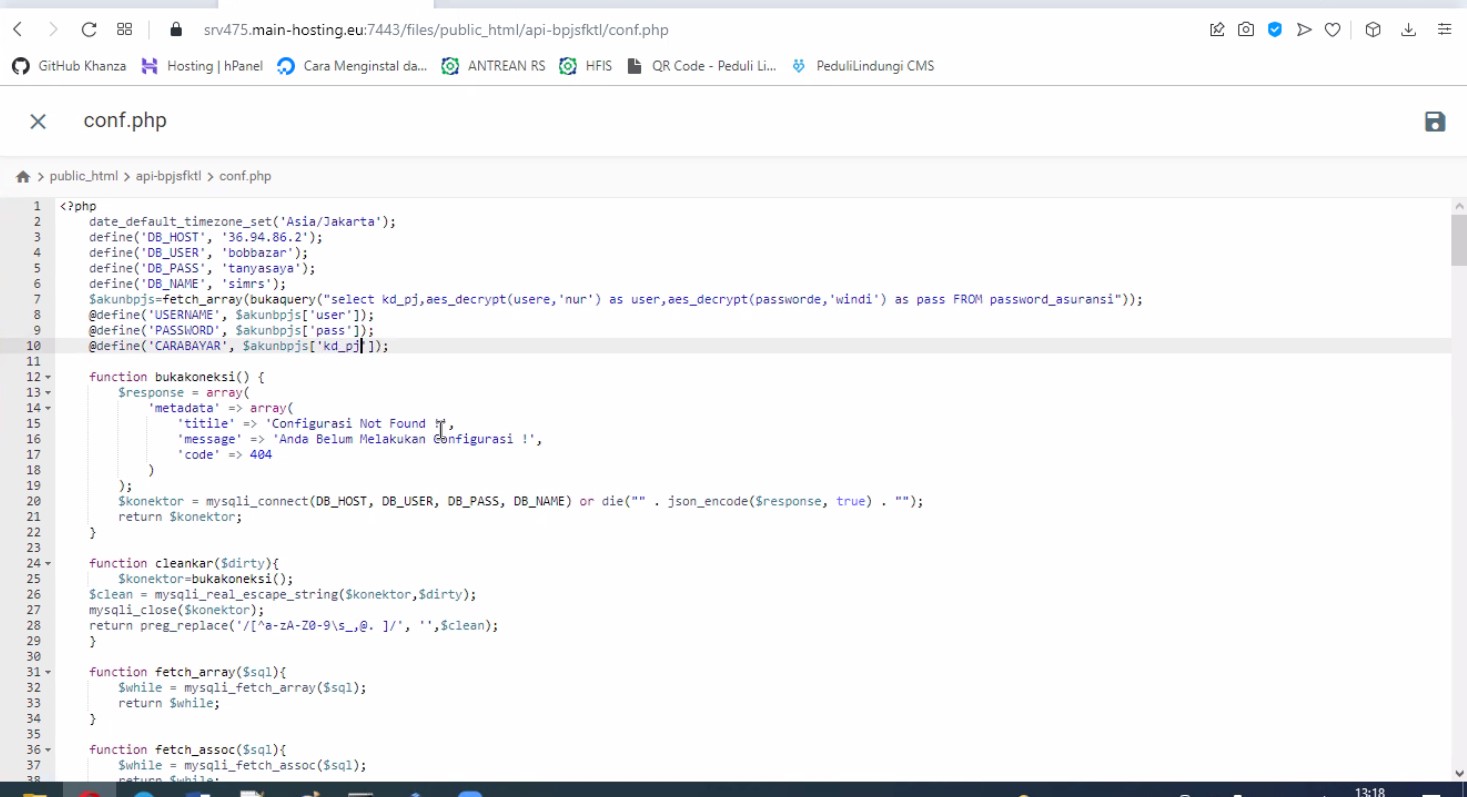 srv475.main-hosting.eu:7443/files/public_html/api-bpjsfktl/conf.php
GitHub Khanza Hosting | hPanel Cara Menginstal da... ANTREAN RS HFIS QR Code - Peduli Li... PeduliLindungi CMS
conf.php
public_html > api-bpjsfktl > conf.php
1 <?php
2 date_default_timezone_set('Asia/Jakarta');
3 define('DB_HOST', '36.94.86.2');
4 define('DB_USER', 'bobbazar');
5 define('DB_PASS', 'tanyasaya');
6 define('DB_NAME', 'simrs');
7 $akunbpjs=fetch_array(bukaquery("select kd_pj,aes_decrypt(usere,'nur') as user,aes_decrypt(passworde,'windi') as pass FROM password_asuransi"));
8 @define('USERNAME', $akunbpjs['user']);
9 @define('PASSWORD', $akunbpjs['pass']);
10 @define('CARABAYAR', $akunbpjs['kd_pj']);
11
12 function bukakoneksi() {
13 $response = array(
14 'metadata' => array(
15 'titile' => 'Configurasi Not Found !',
16 'message' => 'Anda Belum Melakukan Configurasi !',
17 'code' => 404
18 )
19 );
20 $konektor = mysqli_connect(DB_HOST, DB_USER, DB_PASS, DB_NAME) or die("" . json_encode($response, true) . "");
21 return $konektor;
22 }
23
24 function cleankar($dirty){
25 $konektor=bukakoneksi();
26 $clean = mysqli_real_escape_string($konektor,$dirty);
27 mysqli_close($konektor);
28 return preg_replace('/[^a-zA-Z0-9\s_,@. ]/', '',$clean);
29 }
30
31 function fetch_array($sql){
32 $while = mysqli_fetch_array($sql);
33 return $while;
34 }
35
36 function fetch_assoc($sql){
37 $while = mysqli_fetch_assoc($sql);
38 return $while;
13:18